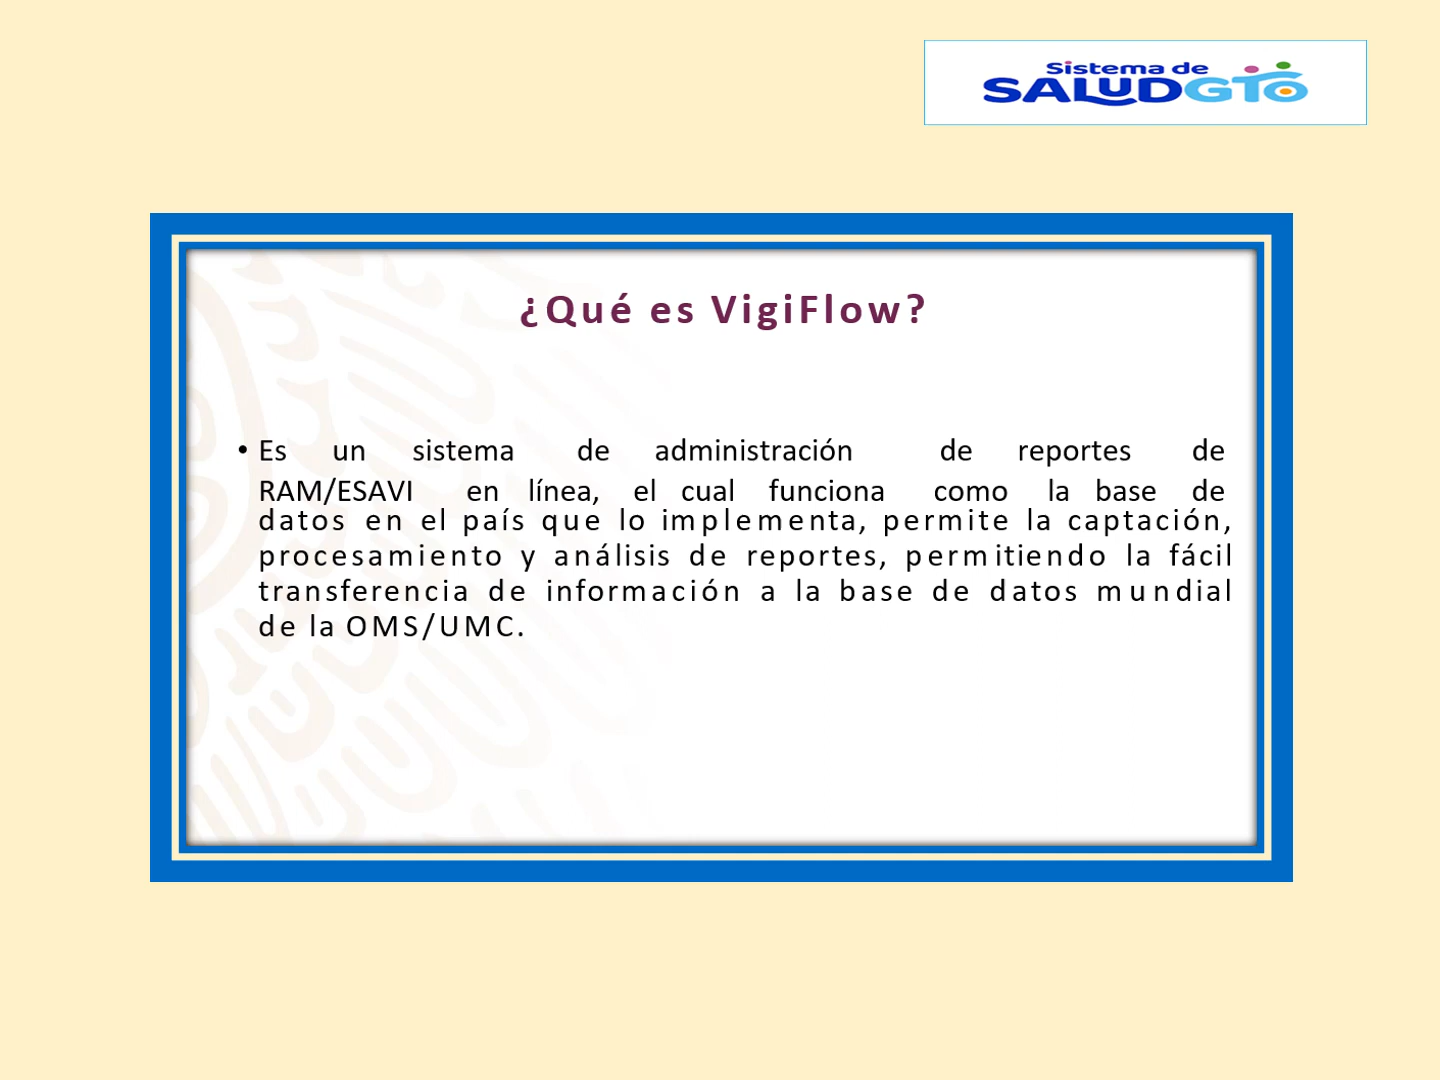 Sistema de
SALUDGTO
¿Qué es VigiFlow?
• Es un sistema de administración de reportes de
RAM/ESAVI en línea, el cual funciona como la base de
datos en el país que lo implementa, permite la captación,
procesamiento y análisis de reportes, permitiendo la fácil
transferencia de información a la base de datos mundial
de la OMS/UMC.